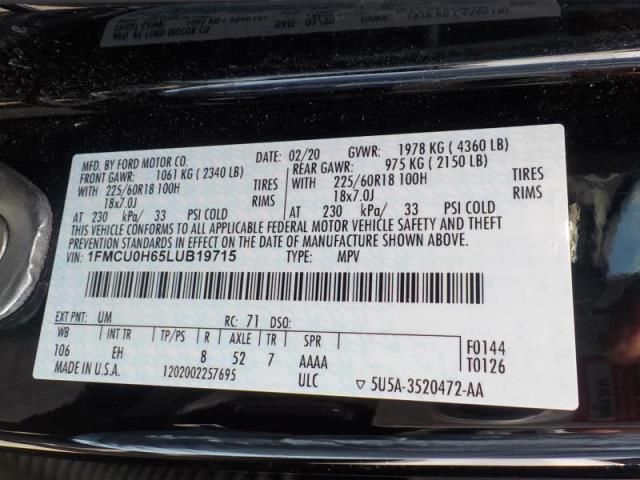 MFD. BY FORD MOTOR CO.
DATE: 02/20 GVWR: 1978 KG ( 4360 LB)
FRONT GAWR: 1061 KG ( 2340 LB) REAR GAWR: 975 KG ( 2150 LB)
WITH 225/60R18 100H TIRES WITH 225/60R18 100H TIRES
18x7.0J RIMS 18x7.0J RIMS
AT 230 kPa/ 33 PSI COLD AT 230 kPa/ 33 PSI COLD
THIS VEHICLE CONFORMS TO ALL APPLICABLE FEDERAL MOTOR VEHICLE SAFETY AND THEFT
PREVENTION STANDARDS IN EFFECT ON THE DATE OF MANUFACTURE SHOWN ABOVE.
VIN: 1FMCU0H65LUB19715 TYPE: MPV
EXT PNT: UM RC: 71 DSO:
WB INT TR TP/PS R AXLE TR SPR
106 EH 8 52 7 AAAA F0144
T0126
MADE IN U.S.A. 1202002257695 ULC ▽ 5U5A-3520472-AA